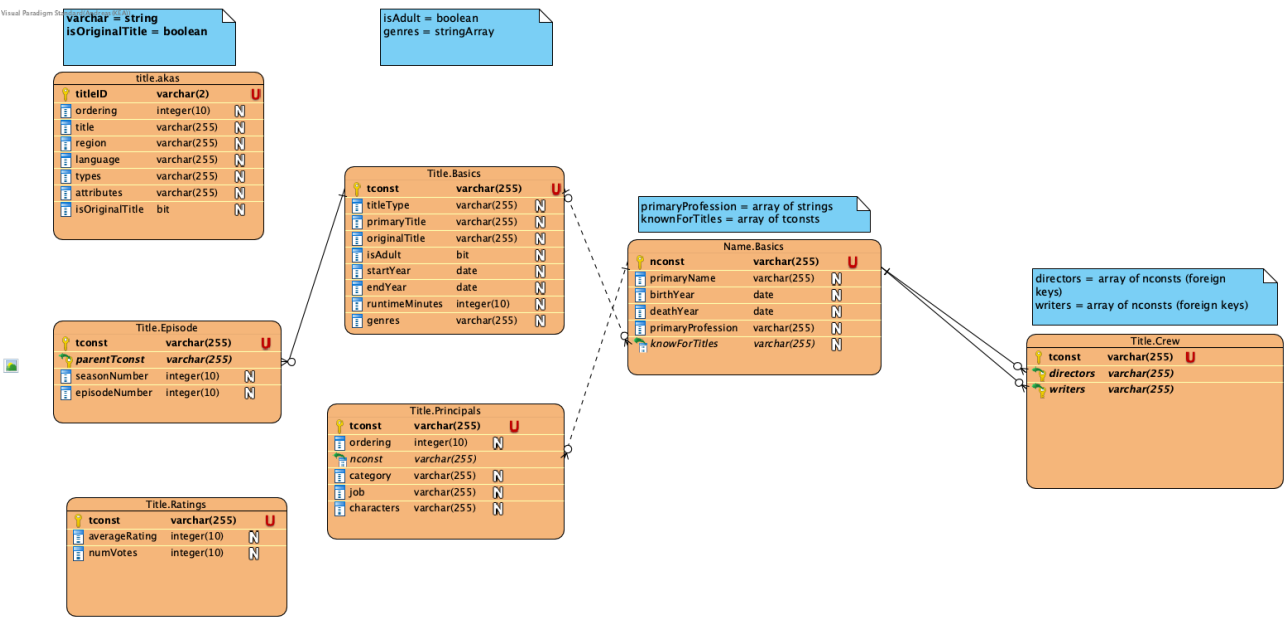 Visual Paradigm Standard(Andreas(KEA))
varchar = string
isOriginalTitle = boolean
isAdult = boolean
genres = stringArray
title.akas
titleID varchar(2) U
ordering integer(10) N
title varchar(255) N
region varchar(255) N
language varchar(255) N
types varchar(255) N
attributes varchar(255) N
isOriginalTitle bit N
Title.Basics
tconst varchar(255) U
titleType varchar(255) N
primaryTitle varchar(255) N
originalTitle varchar(255) N
isAdult bit N
startYear date N
endYear date N
runtimeMinutes integer(10) N
genres varchar(255) N
primaryProfession = array of strings
knownForTitles = array of tconsts
Name.Basics
nconst varchar(255) U
primaryName varchar(255) N
birthYear date N
deathYear date N
primaryProfession varchar(255) N
knowForTitles varchar(255) N
directors = array of nconsts (foreign
keys)
writers = array of nconsts (foreign keys)
Title.Crew
tconst varchar(255) U
directors varchar(255)
writers varchar(255)
Title.Episode
tconst varchar(255) U
parentTconst varchar(255)
seasonNumber integer(10) N
episodeNumber integer(10) N
Title.Principals
tconst varchar(255) U
ordering integer(10) N
nconst varchar(255)
category varchar(255) N
job varchar(255) N
characters varchar(255) N
Title.Ratings
tconst varchar(255) U
averageRating integer(10) N
numVotes integer(10) N